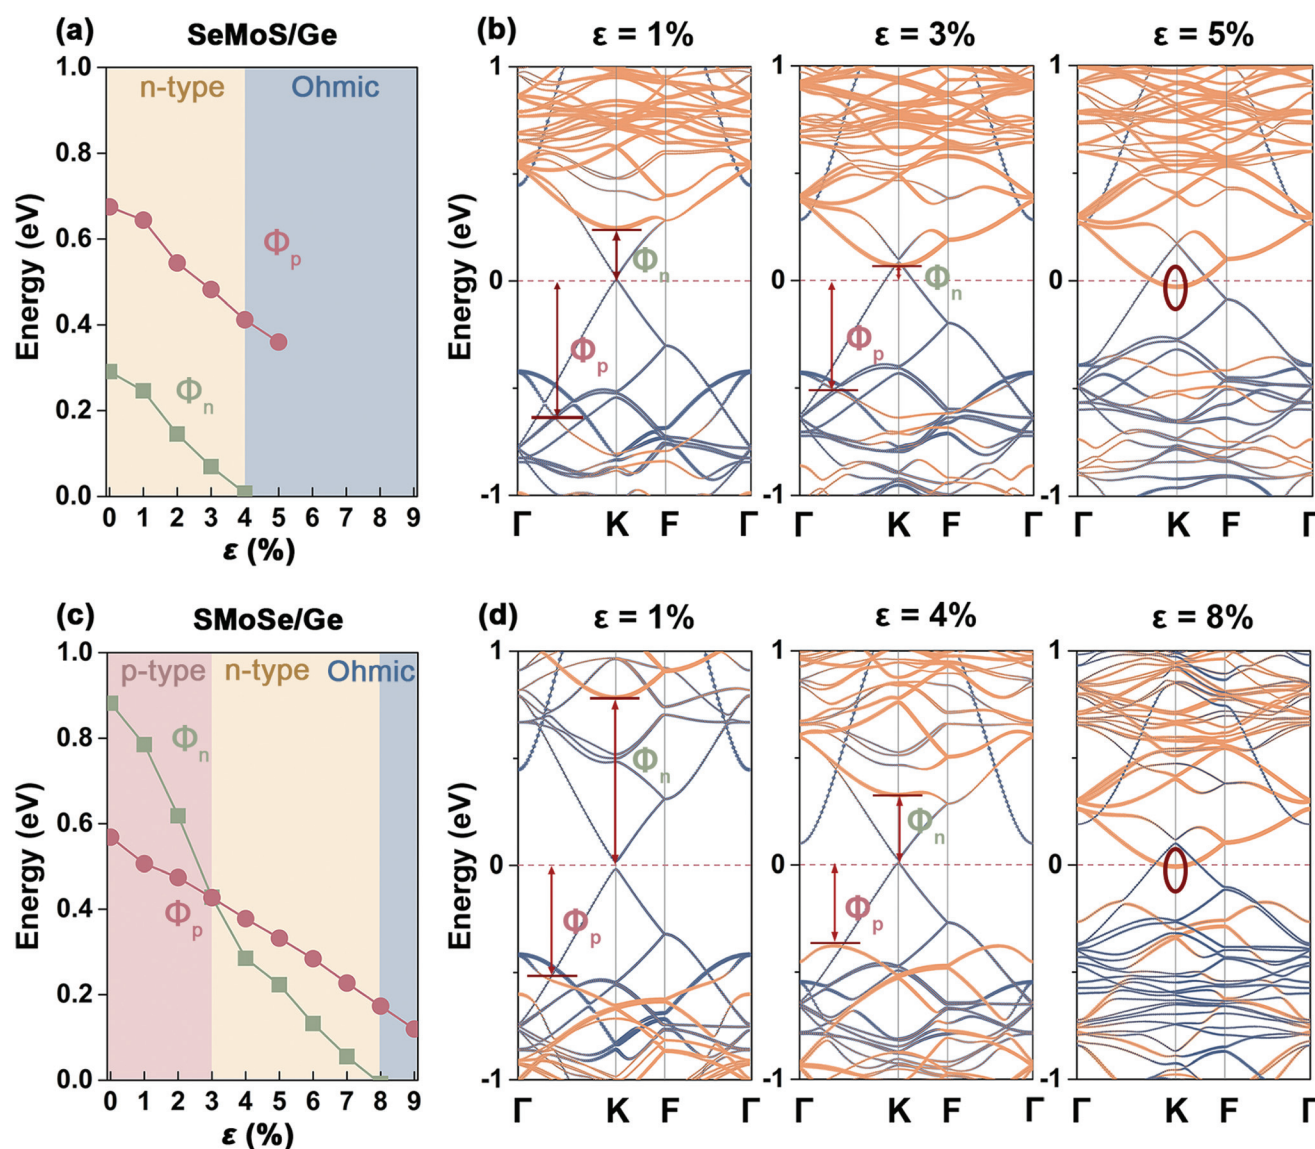 (a)
SeMoS/Ge
n-type
Ohmic
Energy (eV)
1.0
0.8
0.6
0.4
0.2
0.0
Φp
Φn
0 1 2 3 4 5 6 7 8 9
ε (%)
(b)
ε = 1%
ε = 3%
ε = 5%
1
0
-1
Φn
Φp
Γ K F Γ
1
0
-1
Φn
Φp
Γ K F Γ
1
0
-1
Γ K F Γ
(c)
SMoSe/Ge
p-type
n-type
Ohmic
Energy (eV)
1.0
0.8
0.6
0.4
0.2
0.0
Φn
Φp
0 1 2 3 4 5 6 7 8 9
ε (%)
(d)
ε = 1%
ε = 4%
ε = 8%
1
0
-1
Φn
Φp
Γ K F Γ
1
0
-1
Φn
Φp
Γ K F Γ
1
0
-1
Γ K F Γ